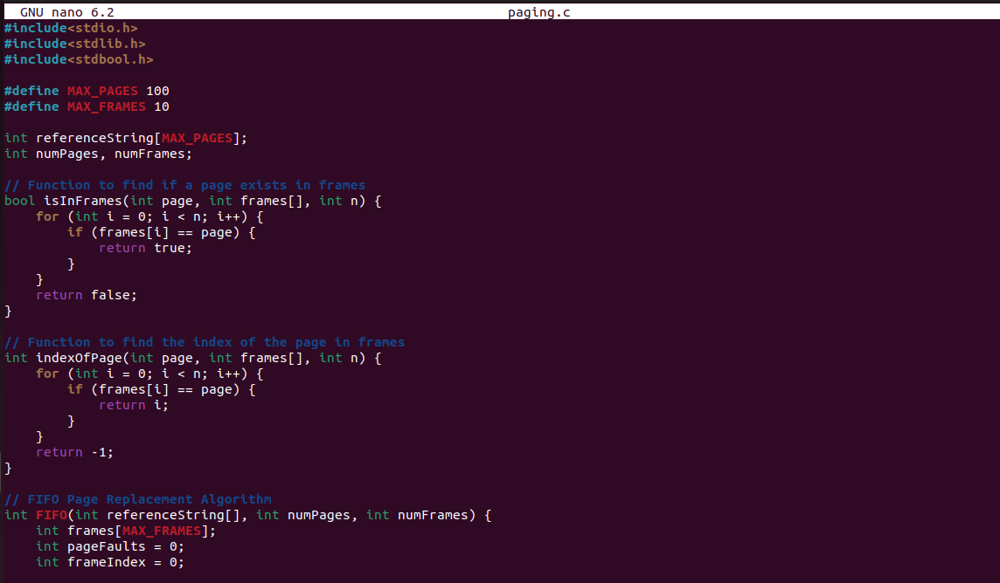 GNU nano 6.2 paging.c
#include<stdio.h>
#include<stdlib.h>
#include<stdbool.h>

#define MAX_PAGES 100
#define MAX_FRAMES 10

int referenceString[MAX_PAGES];
int numPages, numFrames;

// Function to find if a page exists in frames
bool isInFrames(int page, int frames[], int n) {
    for (int i = 0; i < n; i++) {
        if (frames[i] == page) {
            return true;
        }
    }
    return false;
}

// Function to find the index of the page in frames
int indexOfPage(int page, int frames[], int n) {
    for (int i = 0; i < n; i++) {
        if (frames[i] == page) {
            return i;
        }
    }
    return -1;
}

// FIFO Page Replacement Algorithm
int FIFO(int referenceString[], int numPages, int numFrames) {
    int frames[MAX_FRAMES];
    int pageFaults = 0;
    int frameIndex = 0;